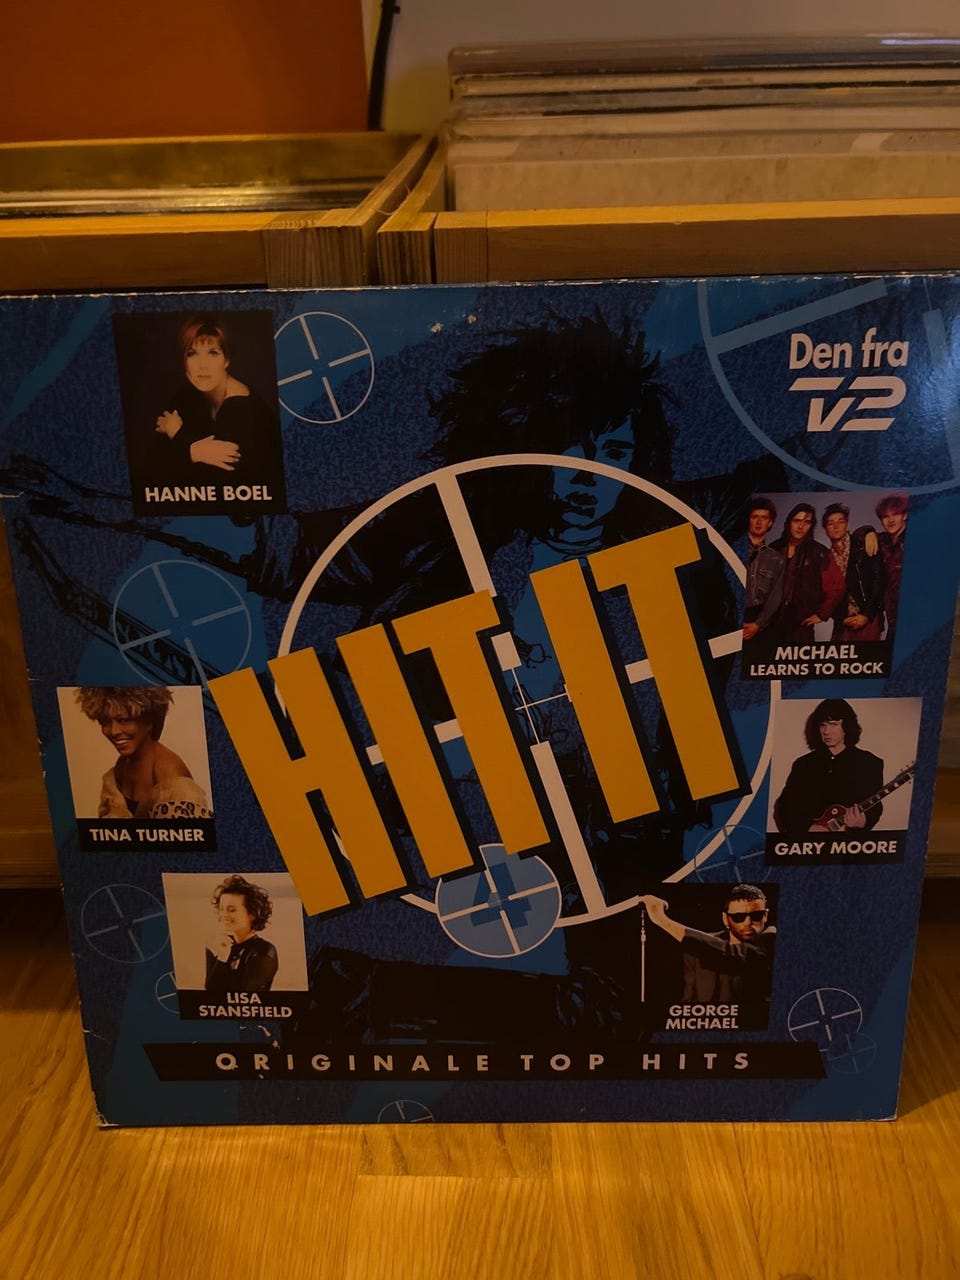 Den fra
TV2
HANNE BOEL
HIT IT
4
MICHAEL
LEARNS TO ROCK
TINA TURNER
GARY MOORE
LISA
STANSFIELD
GEORGE
MICHAEL
ORIGINALE TOP HITS